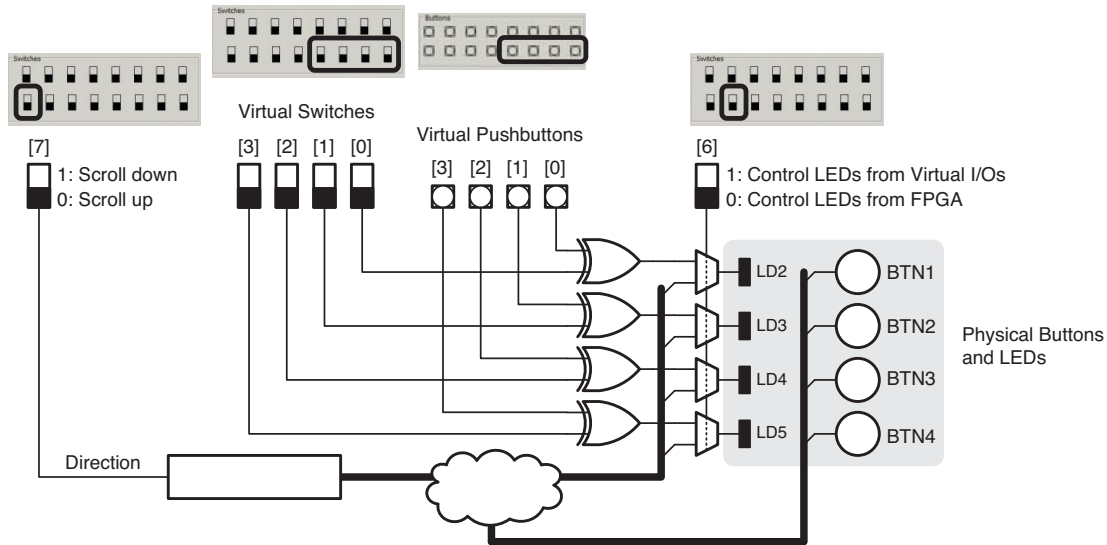 Switches
Buttons
Switches
Switches
Virtual Switches
Virtual Pushbuttons
[7]
1: Scroll down
0: Scroll up
[3] [2] [1] [0]
[3] [2] [1] [0]
[6]
1: Control LEDs from Virtual I/Os
0: Control LEDs from FPGA
LD2
BTN1
LD3
BTN2
LD4
BTN3
LD5
BTN4
Physical Buttons
and LEDs
Direction